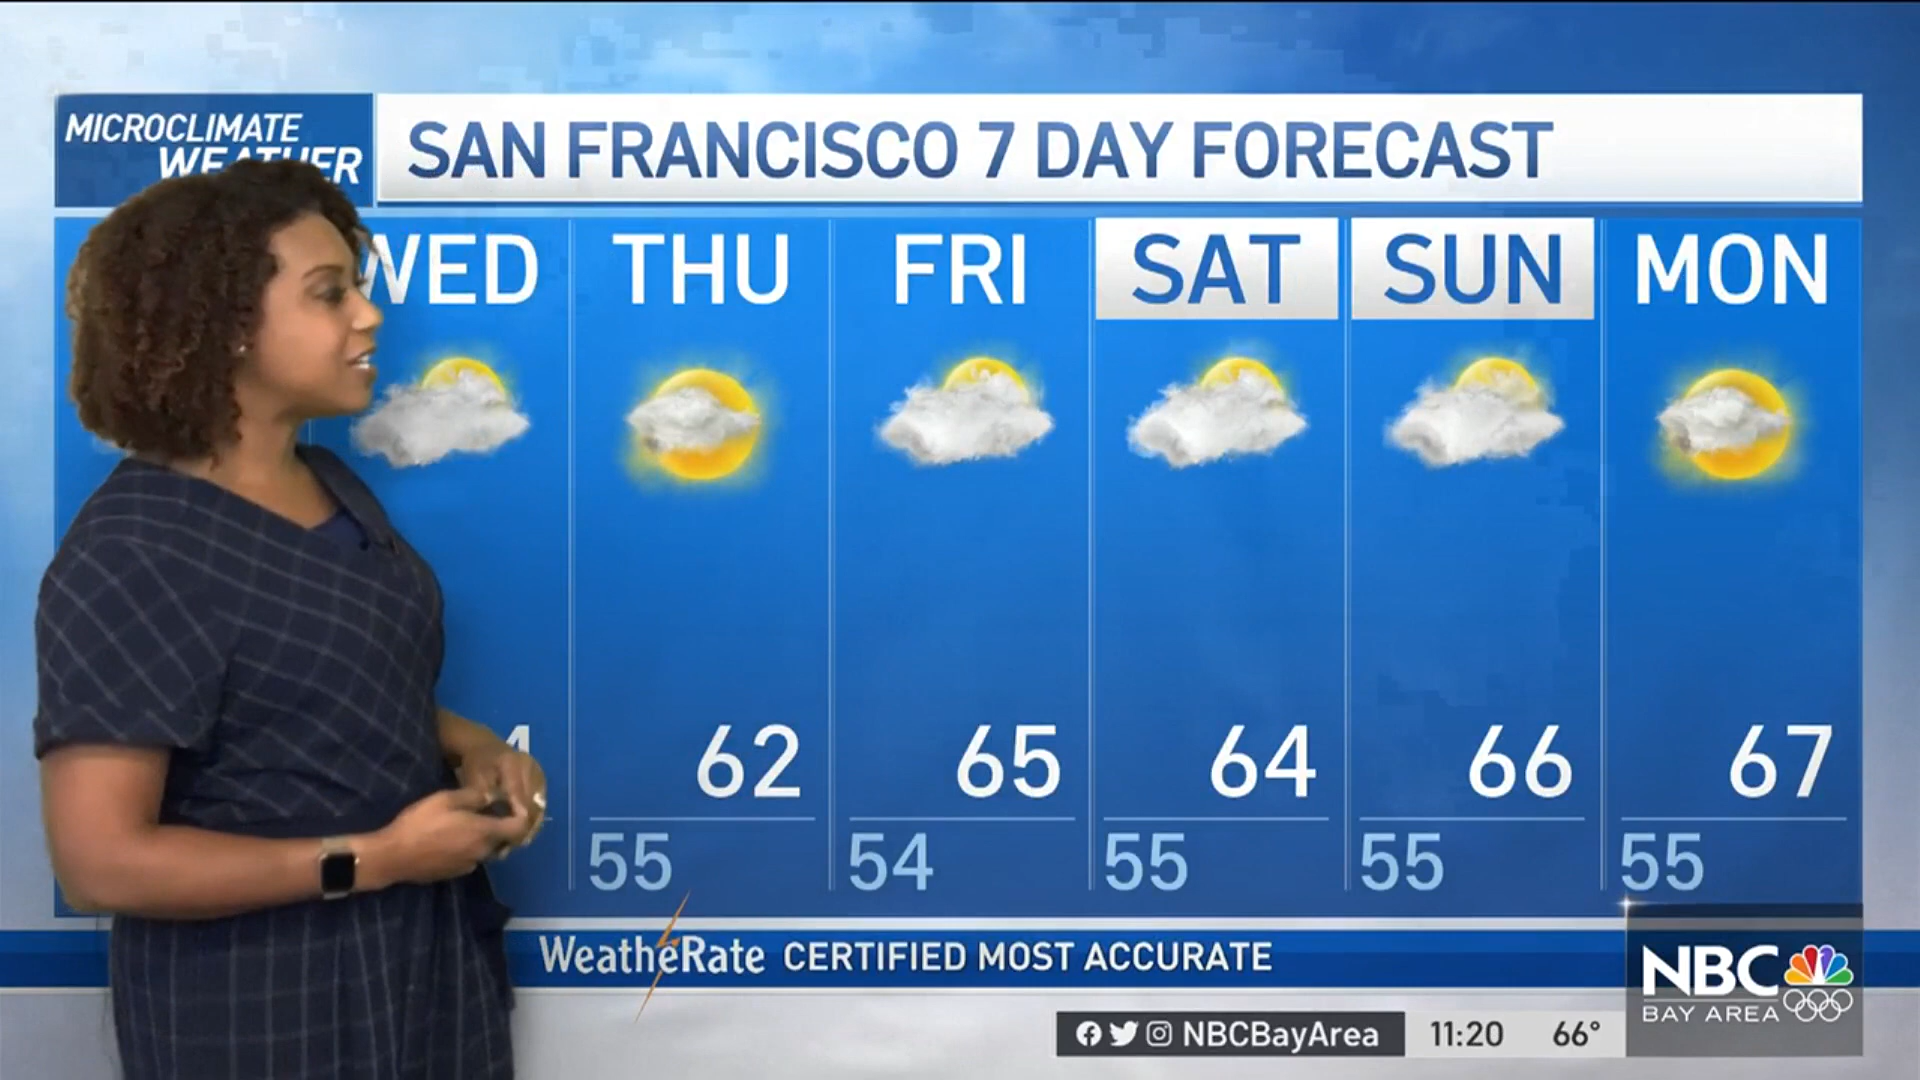 MICROCLIMATE
WEATHER
SAN FRANCISCO 7 DAY FORECAST
WED THU FRI SAT SUN MON
62 65 64 66 67
55 54 55 55 55
WeatheRate CERTIFIED MOST ACCURATE
NBC
BAY AREA
NBCBayArea 11:20 66°